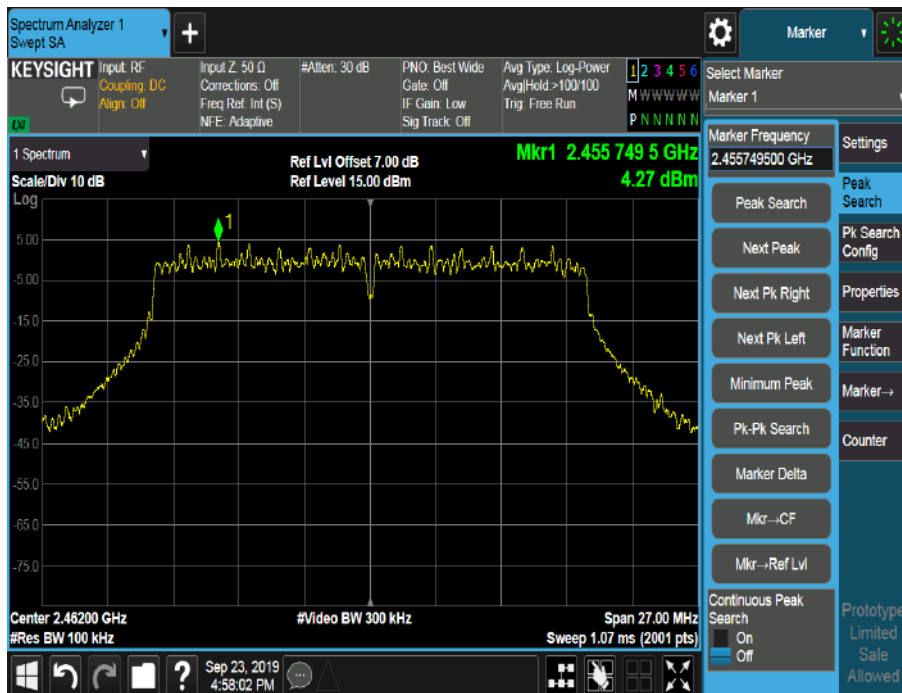 Spectrum Analyzer 1
Swept SA
Marker
KEYSIGHT
LXI
Input: RF
Coupling: DC
Align: Off
Input Z: 50 Ω
Corrections: Off
Freq Ref: Int (S)
NFE: Adaptive
#Atten: 30 dB
PNO: Best Wide
Gate: Off
IF Gain: Low
Sig Track: Off
Avg Type: Log-Power
Avg|Hold:>100/100
Trig: Free Run
1 2 3 4 5 6
M W W W W W
P N N N N N
Select Marker
Marker 1
1 Spectrum
Scale/Div 10 dB
Log
Ref Lvl Offset 7.00 dB
Ref Level 15.00 dBm
Mkr1 2.455 749 5 GHz
4.27 dBm
1
5.00
-5.00
-15.0
-25.0
-35.0
-45.0
-55.0
-65.0
-75.0
Center 2.46200 GHz
#Res BW 100 kHz
#Video BW 300 kHz
Span 27.00 MHz
Sweep 1.07 ms (2001 pts)
Marker Frequency
2.455749500 GHz
Peak Search
Next Peak
Next Pk Right
Next Pk Left
Minimum Peak
Pk-Pk Search
Marker Delta
Mkr→CF
Mkr→Ref Lvl
Continuous Peak
Search
On
Off
Settings
Peak
Search
Pk Search
Config
Properties
Marker
Function
Marker→
Counter
Prototype
Limited
Sale
Allowed
?
Sep 23, 2019
4:58:02 PM